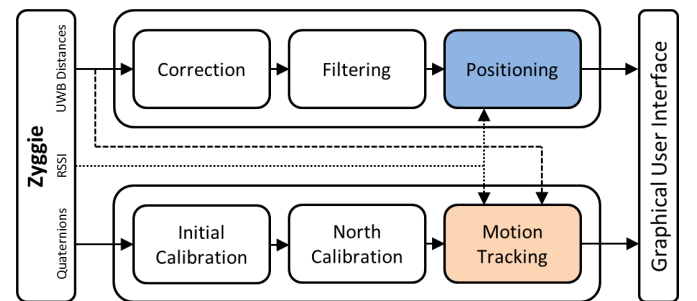 Zyggie
UWB Distances
RSSI
Quaternions
Correction
Filtering
Positioning
Initial
Calibration
North
Calibration
Motion
Tracking
Graphical User Interface